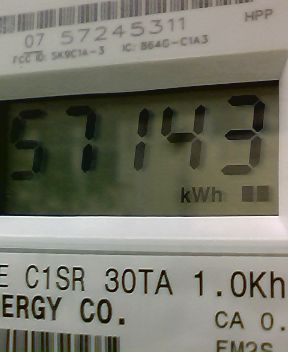 HPP
07 57245311
FCC ID: SK9C1A-3 IC: 864G-C1A3
57143
kWh
E C1SR 30TA 1.0Kh
ERGY CO.
CA 0.
EM2S